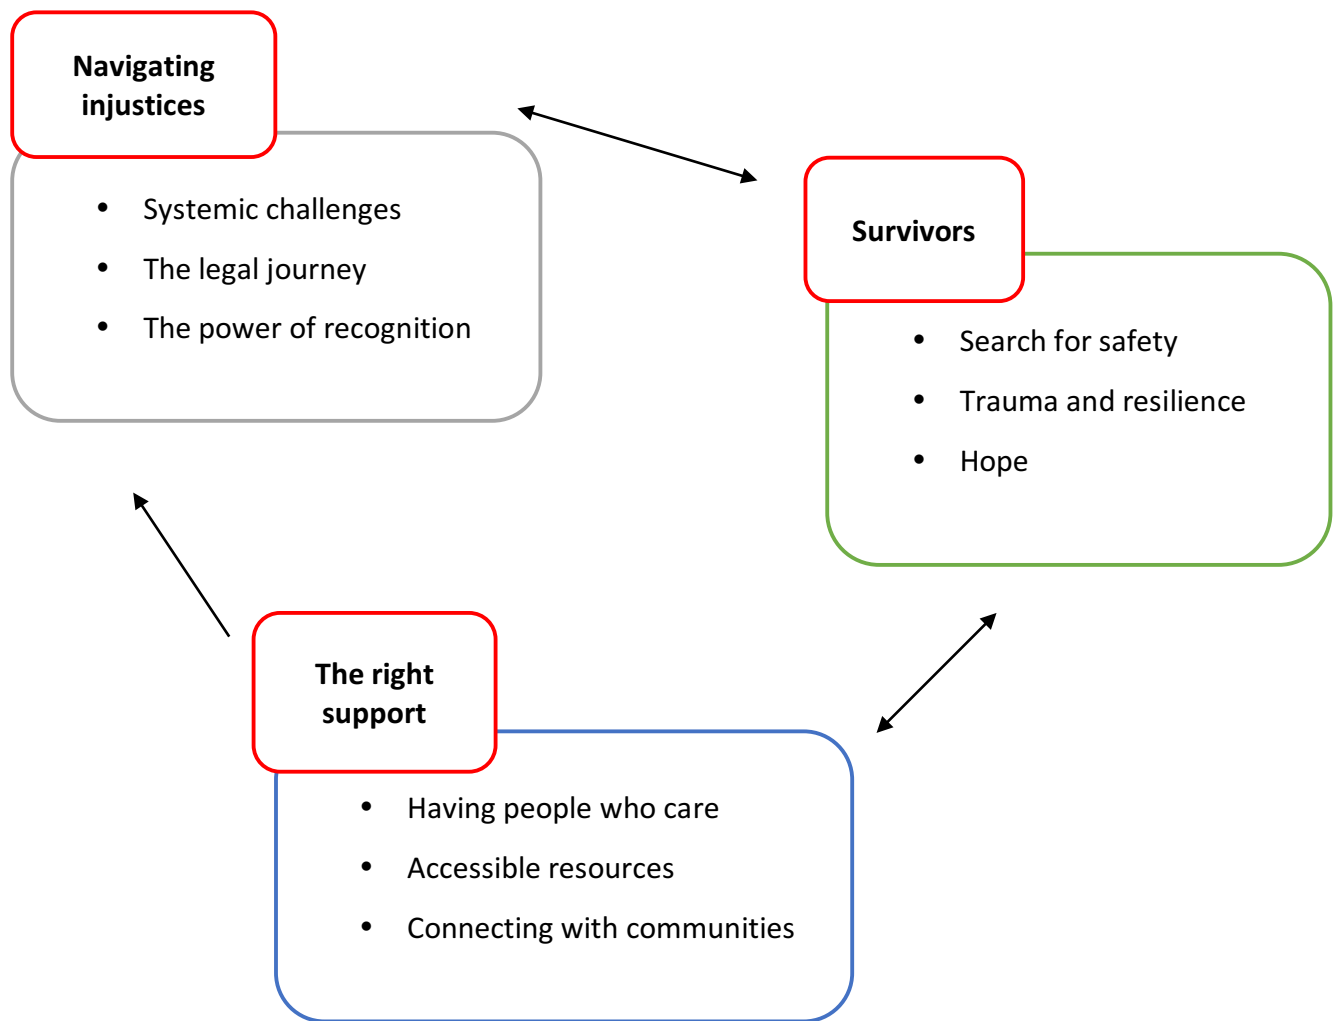 Navigating
injustices
• Systemic challenges
• The legal journey
• The power of recognition
Survivors
• Search for safety
• Trauma and resilience
• Hope
The right
support
• Having people who care
• Accessible resources
• Connecting with communities